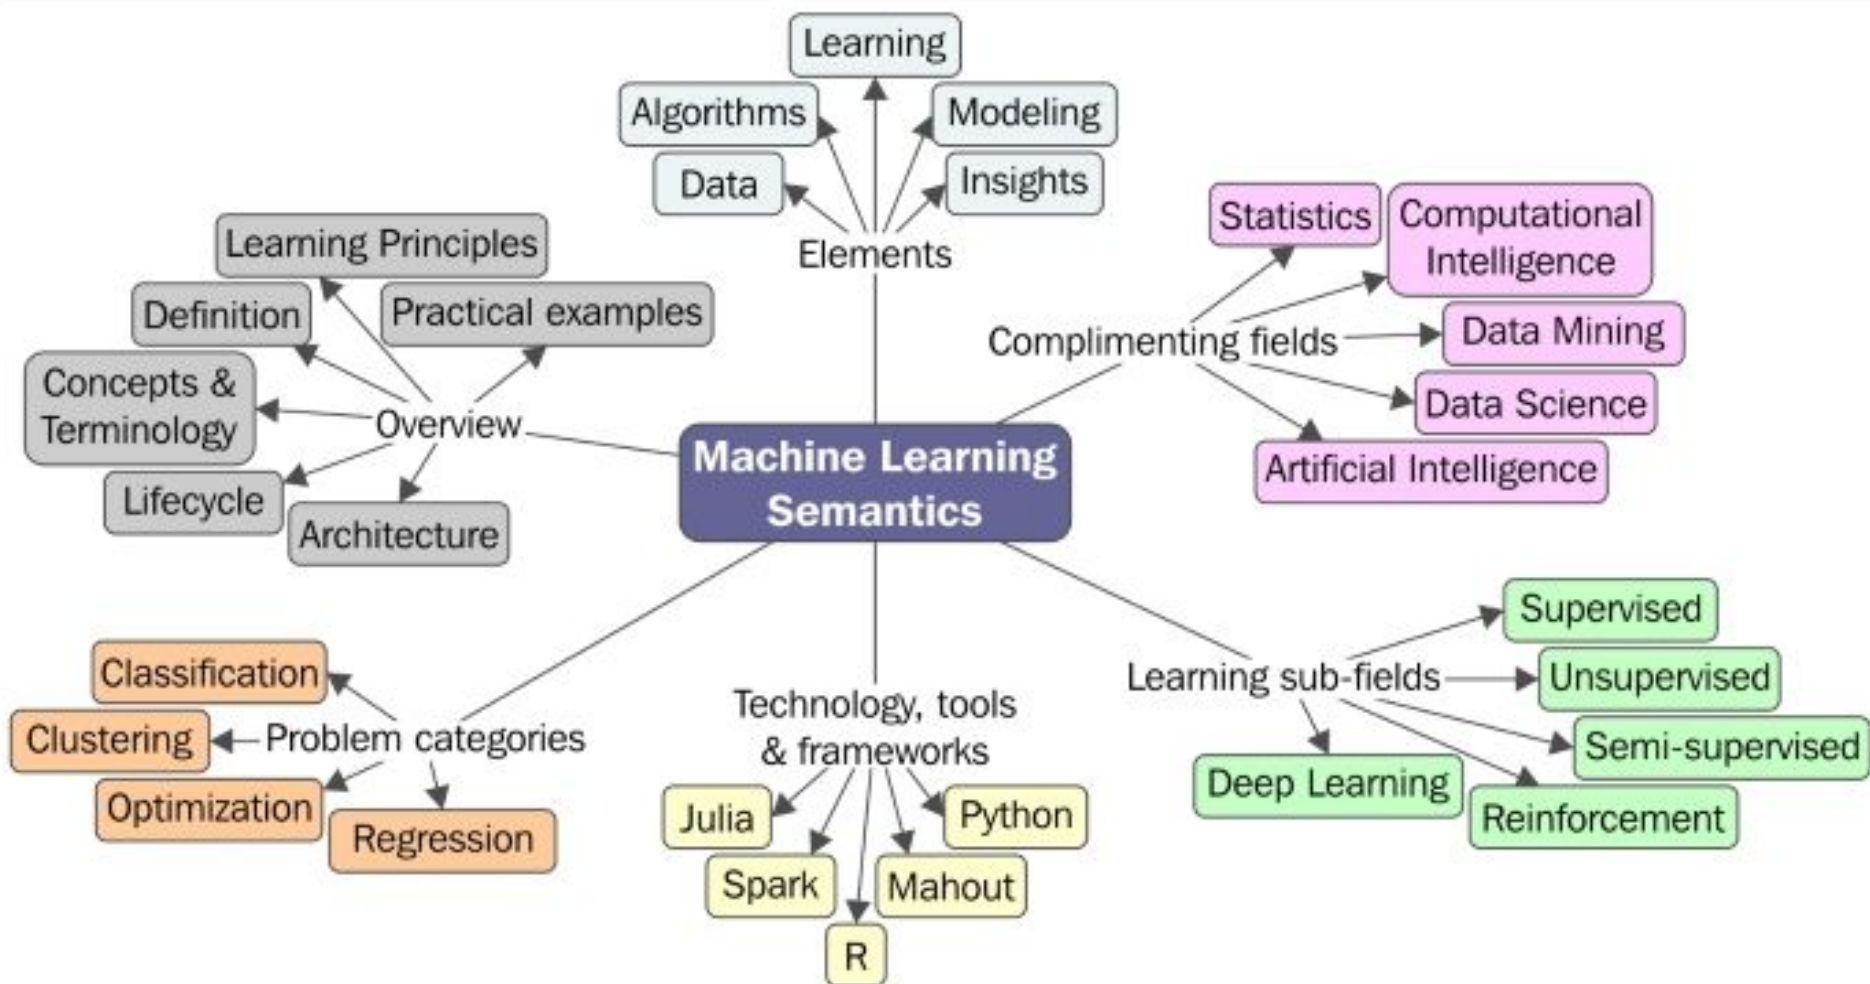 Learning
Algorithms
Modeling
Data
Insights
Elements
Learning Principles
Definition
Practical examples
Concepts &
Terminology
Overview
Lifecycle
Architecture
Statistics
Computational
Intelligence
Complimenting fields
Data Mining
Data Science
Artificial Intelligence
Machine Learning
Semantics
Classification
Clustering
Problem categories
Optimization
Regression
Technology, tools
& frameworks
Julia
Python
Spark
Mahout
R
Learning sub-fields
Supervised
Unsupervised
Semi-supervised
Deep Learning
Reinforcement